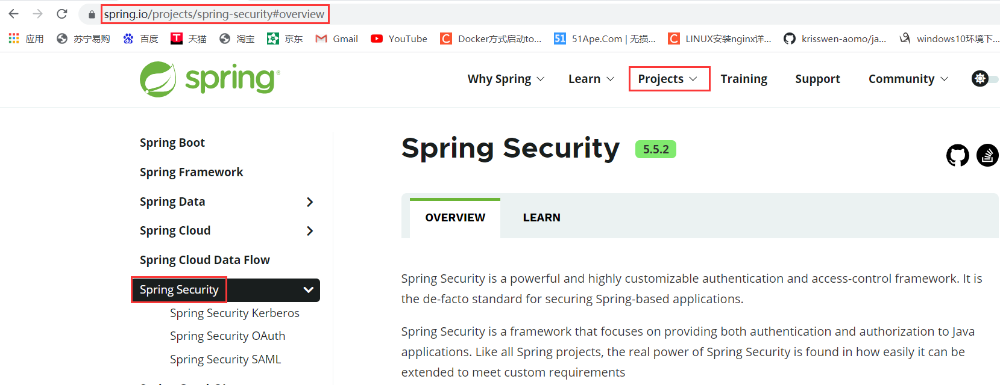 spring.io/projects/spring-security#overview
应用 苏宁易购 百度 天猫 淘宝 京东 Gmail YouTube Docker方式启动to... 51Ape.Com | 无损... LINUX安装nginx详... krisswen-aomo/ja... windows10环境下...
spring
Why Spring Learn Projects Training Support Community
Spring Boot
Spring Framework
Spring Data
Spring Cloud
Spring Cloud Data Flow
Spring Security
Spring Security Kerberos
Spring Security OAuth
Spring Security SAML
Spring Security 5.5.2
OVERVIEW LEARN
Spring Security is a powerful and highly customizable authentication and access-control framework. It is
the de-facto standard for securing Spring-based applications.
Spring Security is a framework that focuses on providing both authentication and authorization to Java
applications. Like all Spring projects, the real power of Spring Security is found in how easily it can be
extended to meet custom requirements